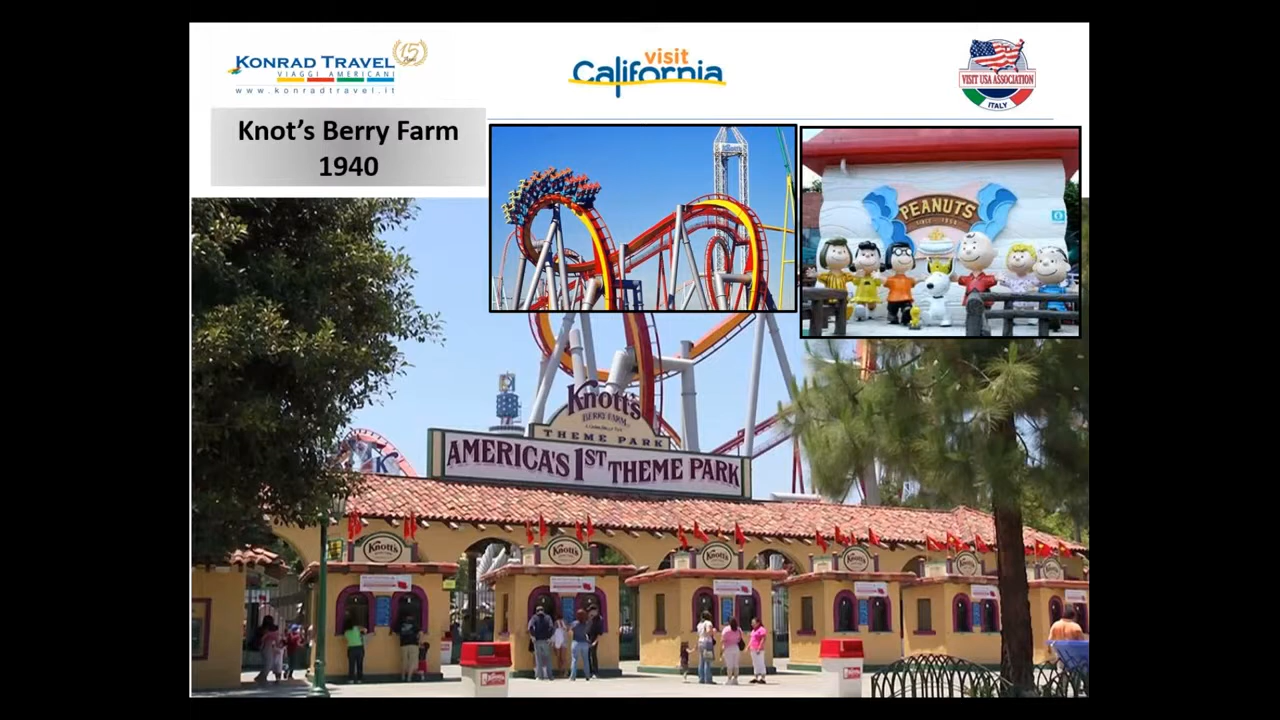 KONRAD TRAVEL
15
VIAGGI AMERICANI
www.konradtravel.it
visit
California
VISIT USA ASSOCIATION
ITALY
Knot's Berry Farm
1940
PEANUTS
Knott's
BERRY FARM
THEME PARK
AMERICA'S 1ST THEME PARK
Knott's
Knott's
Knott's
Knott's
Knott's
Knott's